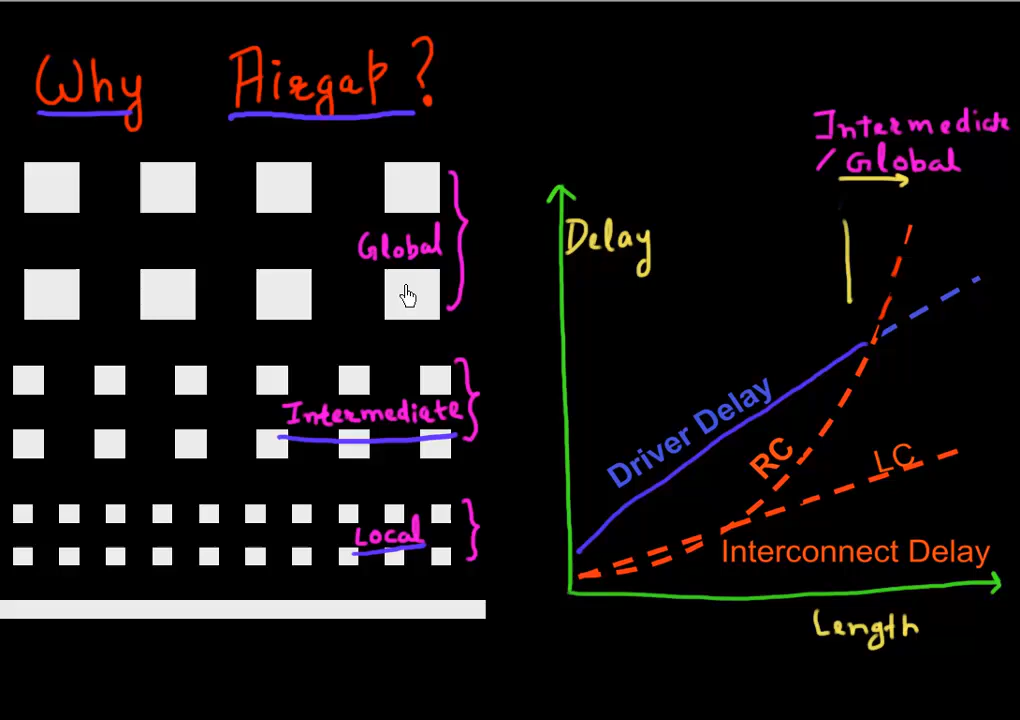 Why Airgap?
Global
Intermediate
Local
Intermediate
/ Global
Delay
Driver Delay
RC
LC
Interconnect Delay
Length